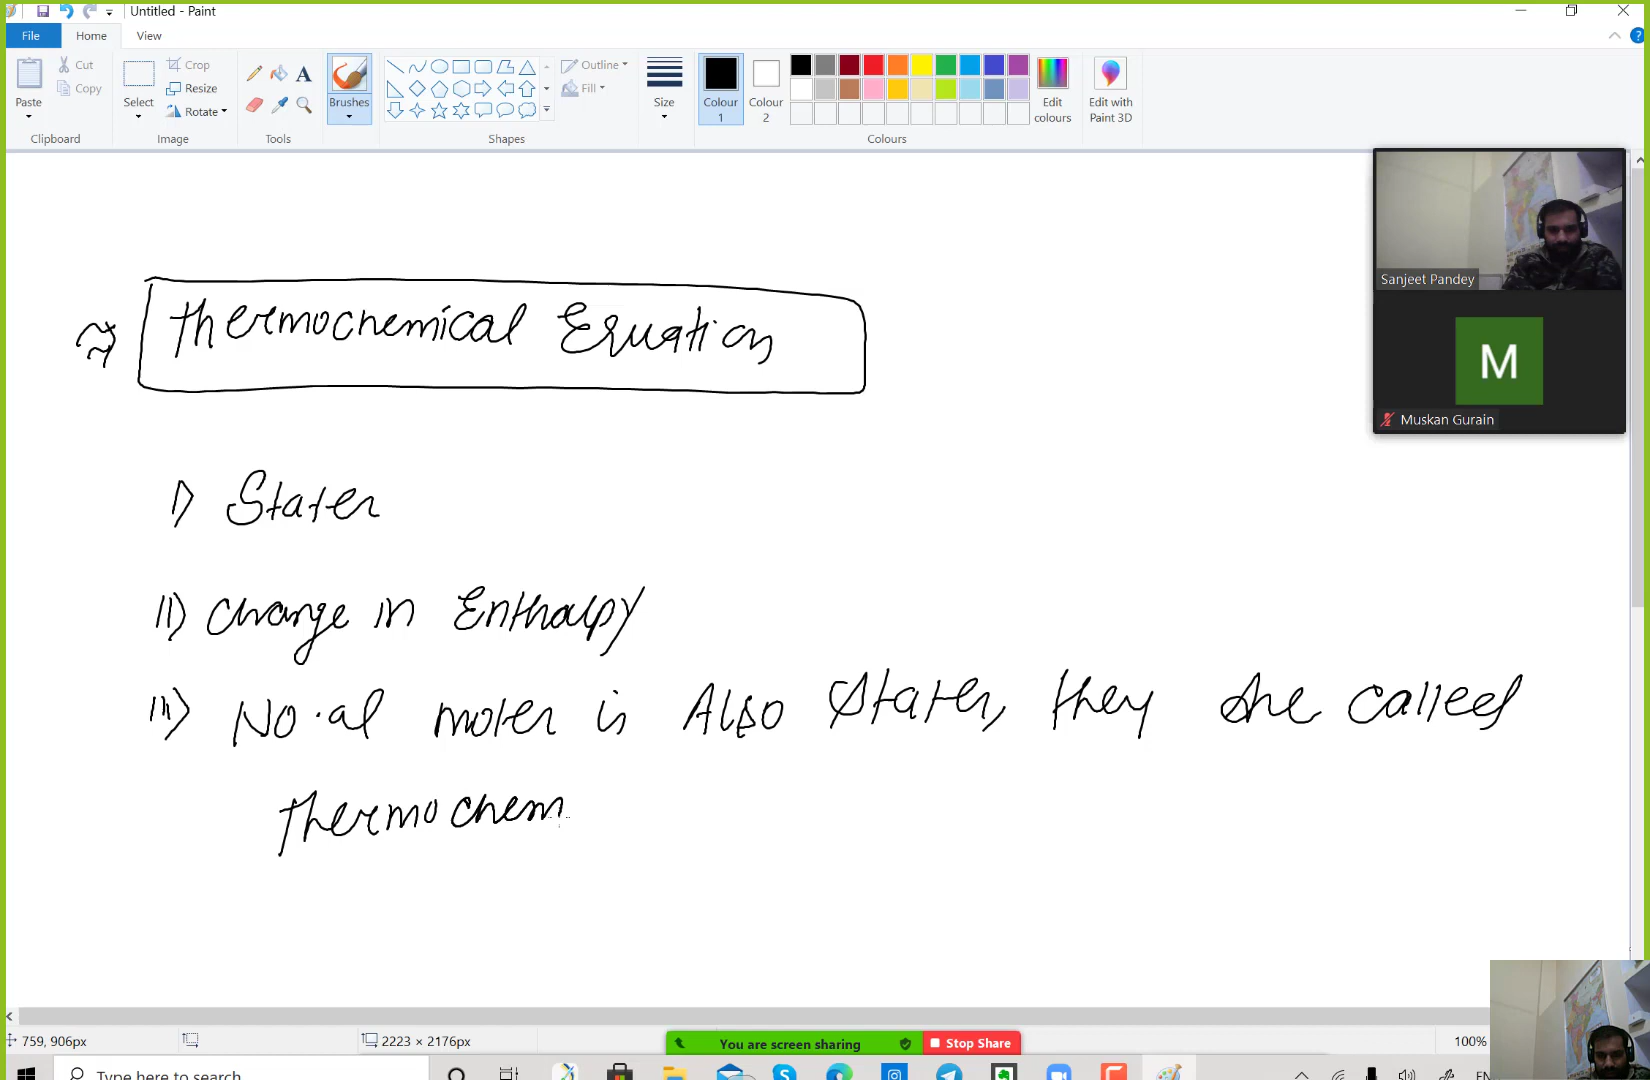 Untitled - Paint
File Home View
Paste
Cut
Copy
Clipboard
Select
Crop
Resize
Rotate
Image
A
Tools
Brushes
Shapes
Outline
Fill
Size
Colour 1
Colour 2
Colours
Edit colours
Edit with Paint 3D
Sanjeet Pandey
M
Muskan Gurain
Thermochemical Equation
I) States
II) change in Enthalpy
III) No. of moles is Also States, they are called
thermochem
759, 906px
2223 × 2176px
You are screen sharing
Stop Share
100%
Type here to search
EN